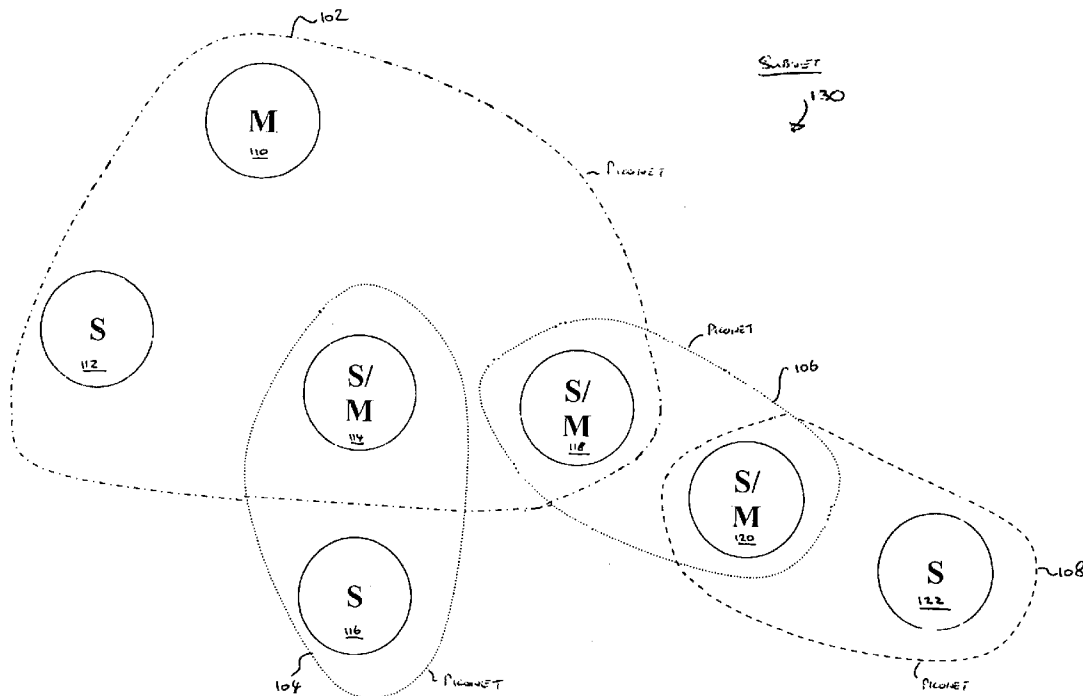 102
SUBNET
130
M
110
PICONET
S
112
PICONET
106
S/
M
114
S/
M
118
S/
M
120
S
122
108
S
116
104
PICONET
PICONET